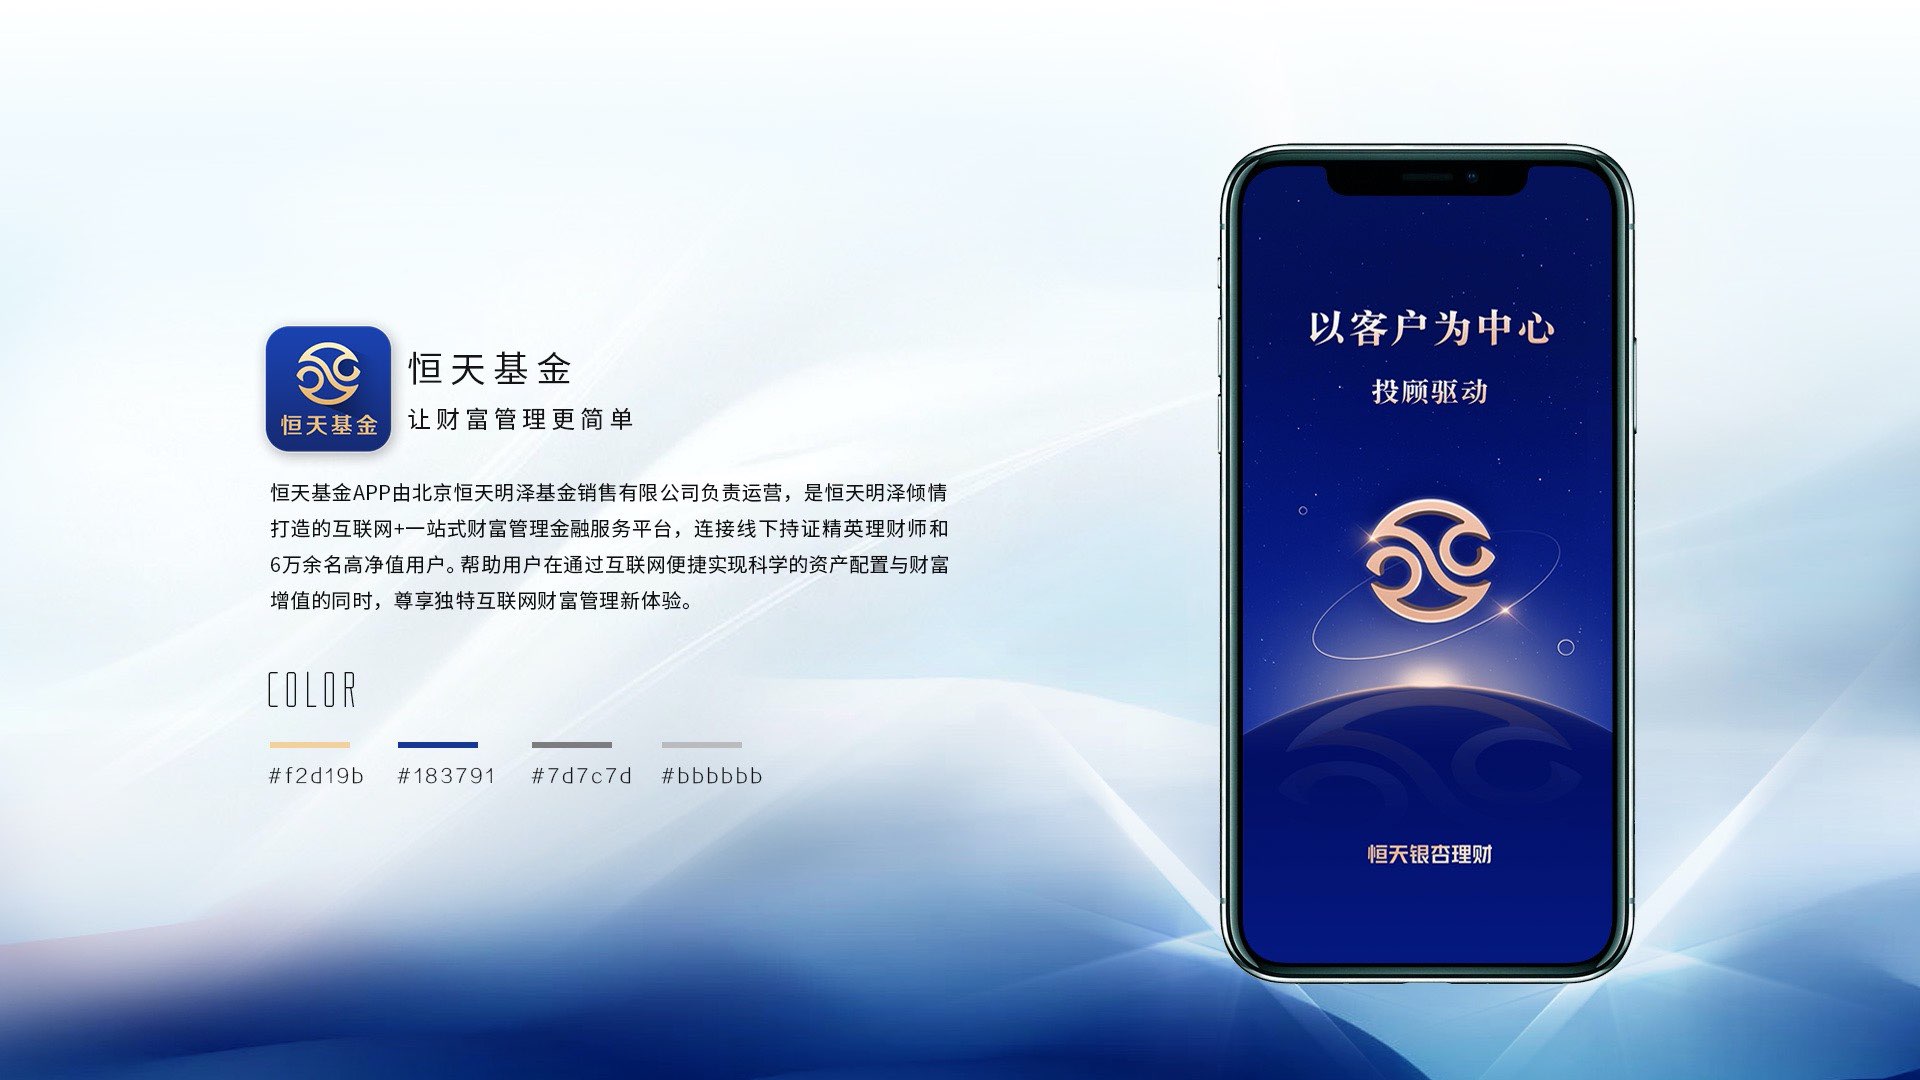 恒天基金
恒天基金
让财富管理更简单
恒天基金APP由北京恒天明泽基金销售有限公司负责运营，是恒天明泽倾情
打造的互联网+一站式财富管理金融服务平台，连接线下持证精英理财师和
6万余名高净值用户。帮助用户在通过互联网便捷实现科学的资产配置与财富
增值的同时，尊享独特互联网财富管理新体验。
COLOR
#f2d19b #183791 #7d7c7d #bbbbbb
以客户为中心
投顾驱动
恒天银杏理财